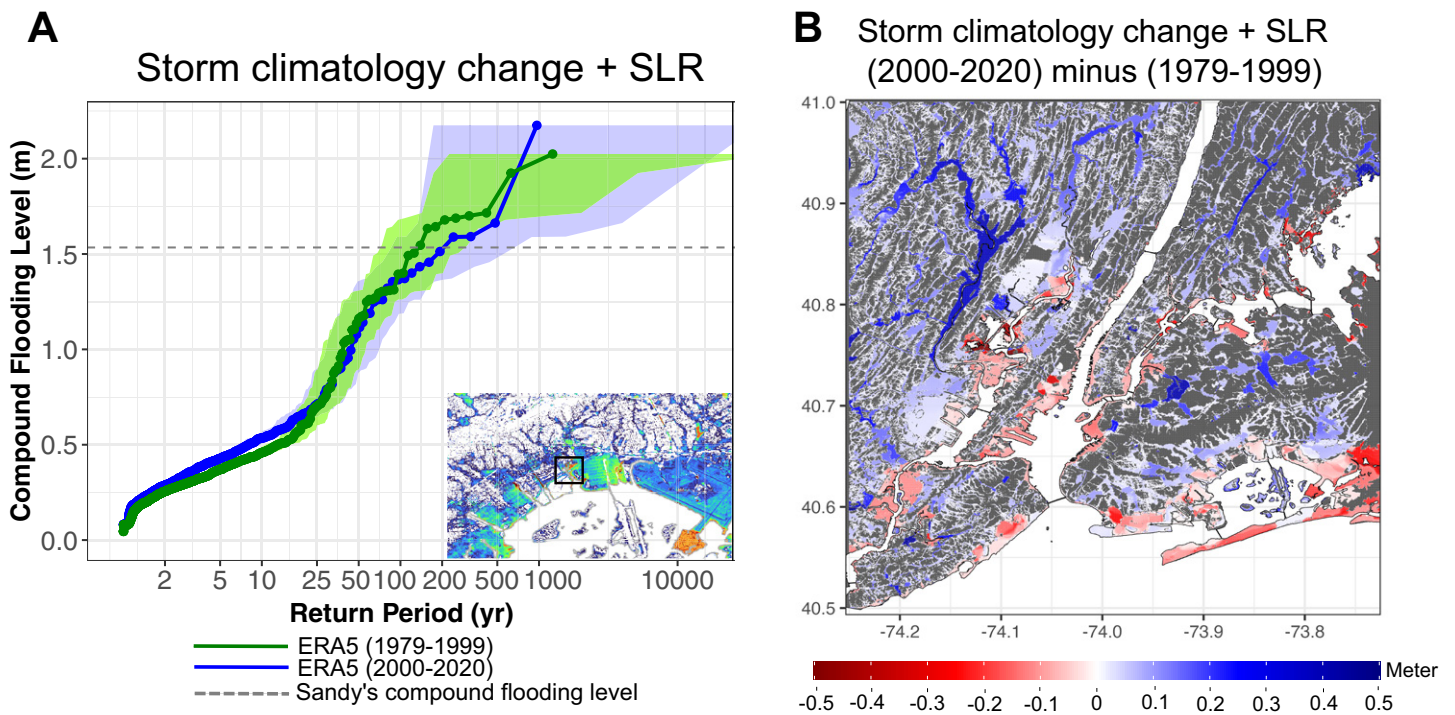 A
Storm climatology change + SLR
Compound Flooding Level (m)
2.0
1.5
1.0
0.5
0.0
2 5 10 25 50 100 200 500 1000 10000
Return Period (yr)
ERA5 (1979-1999)
ERA5 (2000-2020)
Sandy's compound flooding level
B
Storm climatology change + SLR
(2000-2020) minus (1979-1999)
41.0
40.9
40.8
40.7
40.6
40.5
-74.2 -74.1 -74.0 -73.9 -73.8
Meter
-0.5 -0.4 -0.3 -0.2 -0.1 0 0.1 0.2 0.3 0.4 0.5